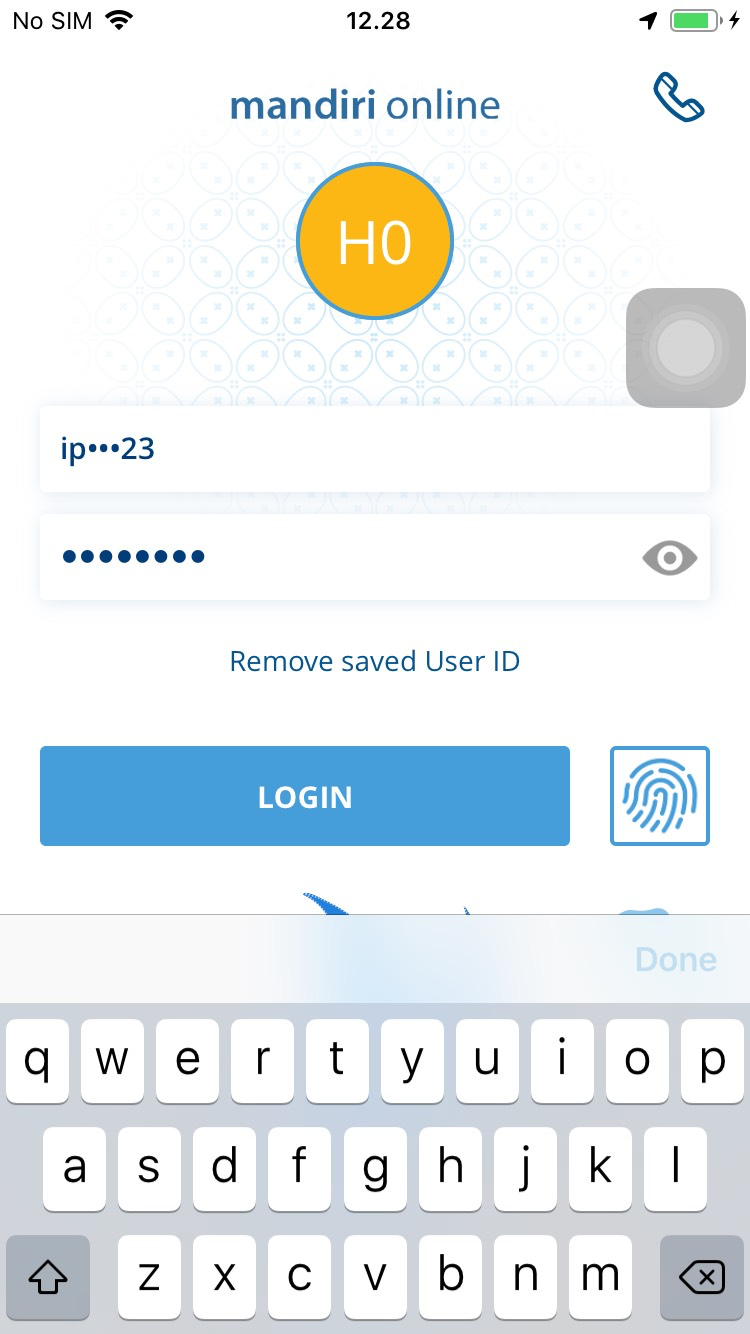 No SIM 12.28
mandiri online
H0
ip•••23
••••••••
Remove saved User ID
LOGIN
Done
q w e r t y u i o p
a s d f g h j k l
z x c v b n m